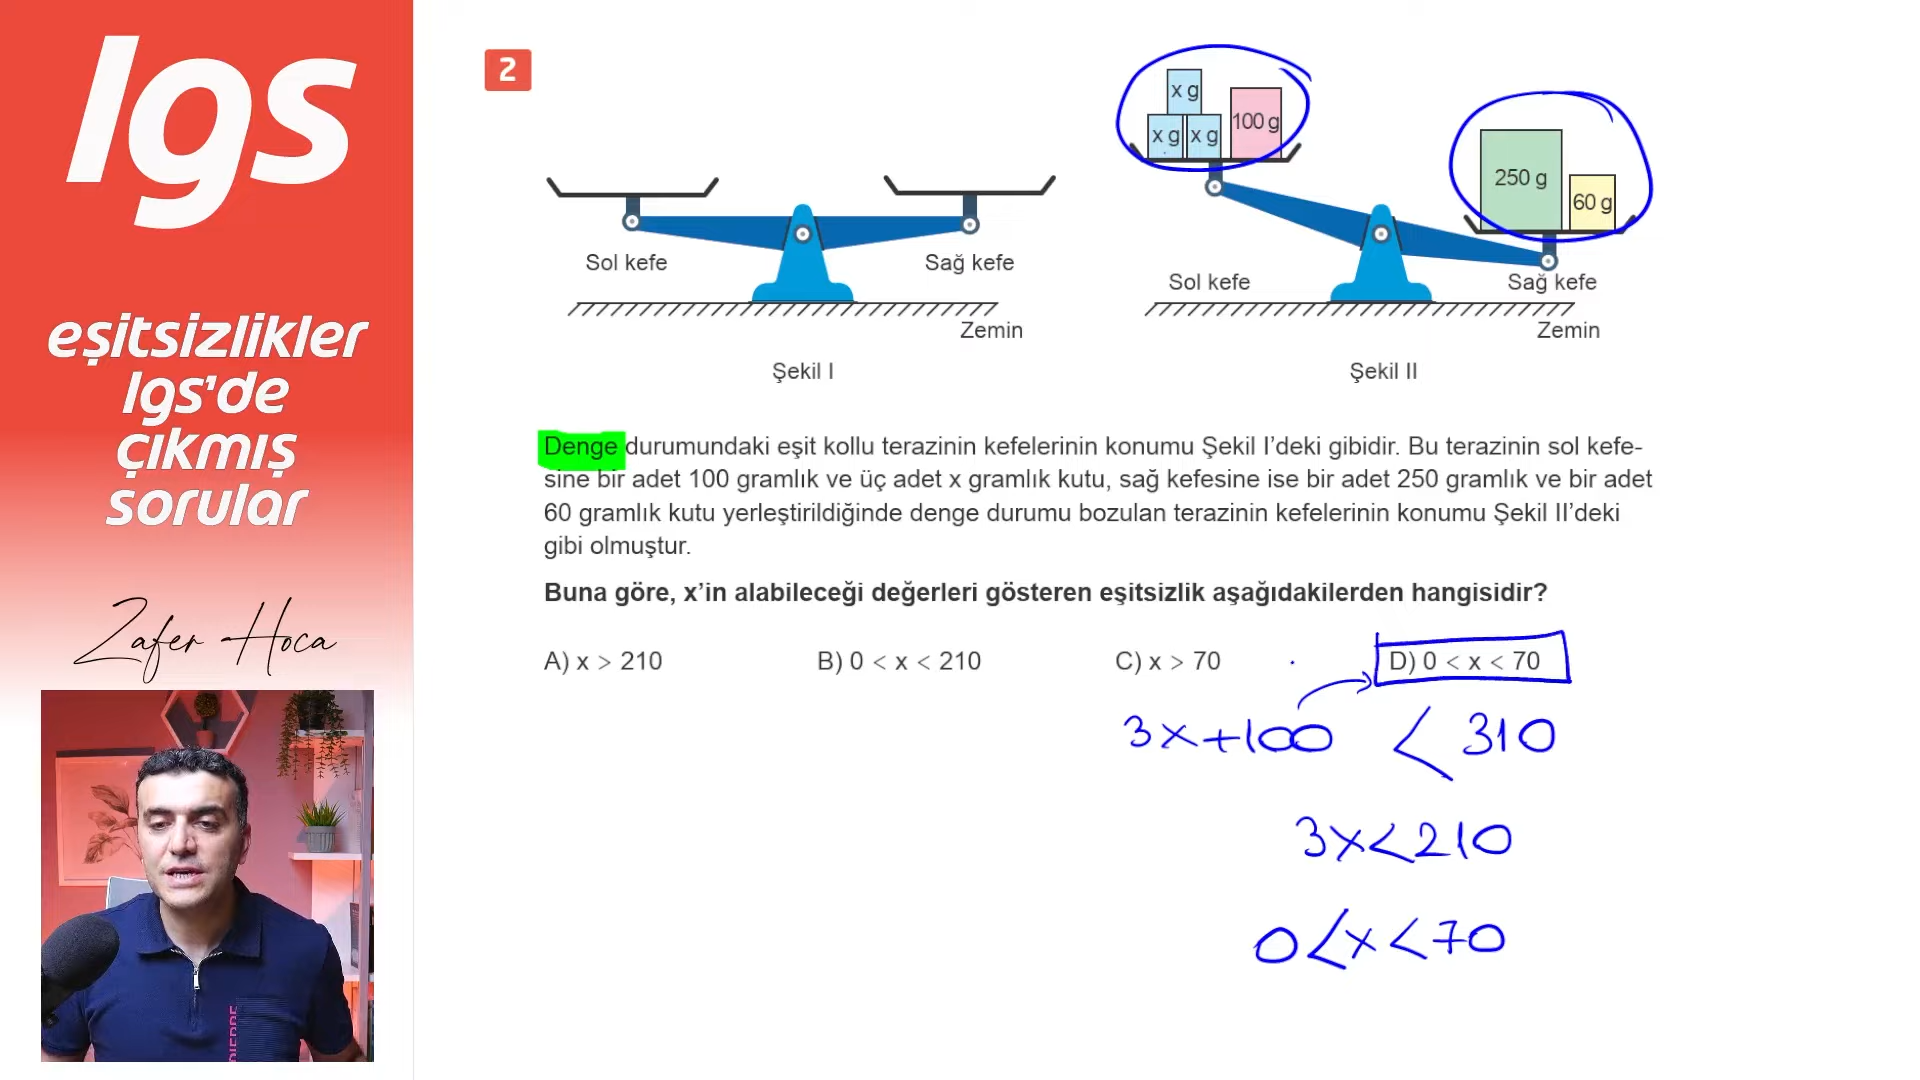 lgs
eşitsizlikler
lgs'de
çıkmış
sorular
Zafer Hoca
2
Sol kefe
Sağ kefe
Zemin
Şekil I
x g
x g x g
100 g
250 g
60 g
Sol kefe
Sağ kefe
Zemin
Şekil II
Denge durumundaki eşit kollu terazinin kefelerinin konumu Şekil I'deki gibidir. Bu terazinin sol kefe-
sine bir adet 100 gramlık ve üç adet x gramlık kutu, sağ kefesine ise bir adet 250 gramlık ve bir adet
60 gramlık kutu yerleştirildiğinde denge durumu bozulan terazinin kefelerinin konumu Şekil II'deki
gibi olmuştur.
Buna göre, x'in alabileceği değerleri gösteren eşitsizlik aşağıdakilerden hangisidir?
A) x > 210 B) 0 < x < 210 C) x > 70 D) 0 < x < 70
3x+100 < 310
3x<210
0<x<70